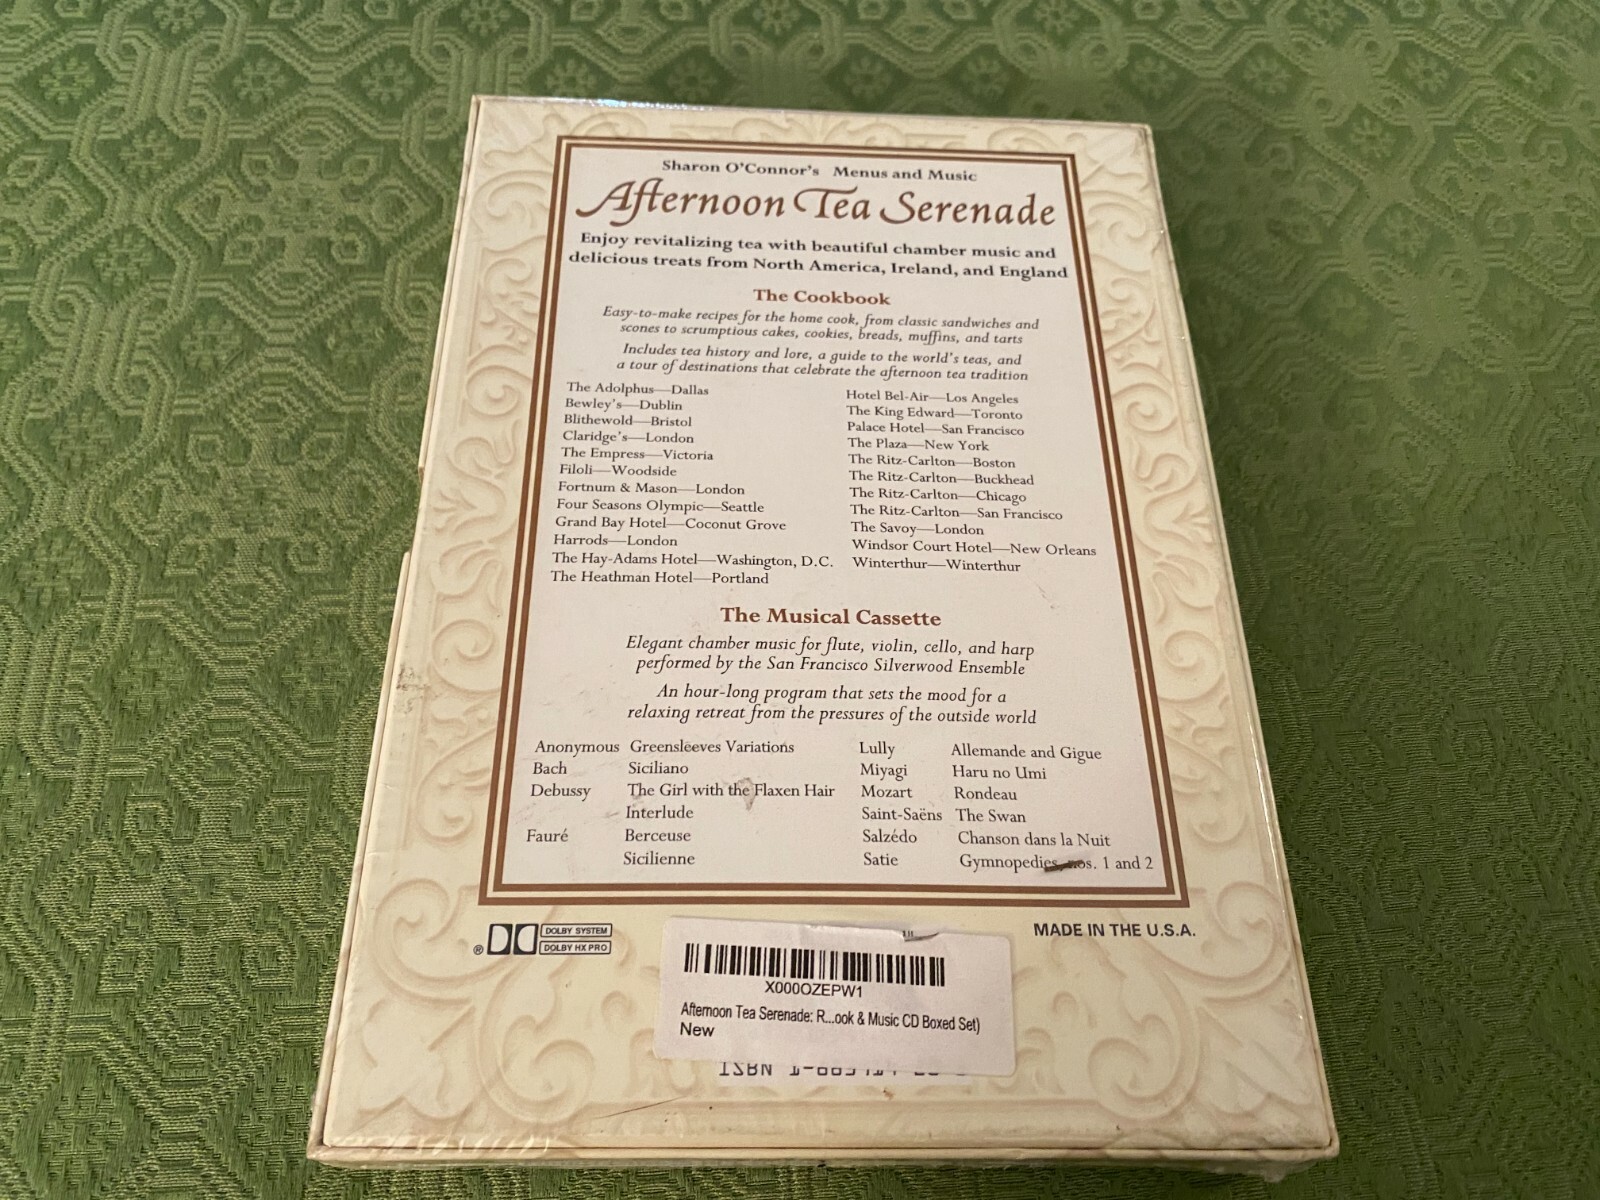 Sharon O'Connor's Menus and Music
Afternoon Tea Serenade
Enjoy revitalizing tea with beautiful chamber music and
delicious treats from North America, Ireland, and England
The Cookbook
Easy-to-make recipes for the home cook, from classic sandwiches and
scones to scrumptious cakes, cookies, breads, muffins, and tarts
Includes tea history and lore, a guide to the world's teas, and
a tour of destinations that celebrate the afternoon tea tradition
The Adolphus—Dallas
Bewley's—Dublin
Blithewold—Bristol
Claridge's—London
The Empress—Victoria
Filoli—Woodside
Fortnum & Mason—London
Four Seasons Olympic—Seattle
Grand Bay Hotel—Coconut Grove
Harrods—London
The Hay-Adams Hotel—Washington, D.C.
The Heathman Hotel—Portland
Hotel Bel-Air—Los Angeles
The King Edward—Toronto
Palace Hotel—San Francisco
The Plaza—New York
The Ritz-Carlton—Boston
The Ritz-Carlton—Buckhead
The Ritz-Carlton—Chicago
The Ritz-Carlton—San Francisco
The Savoy—London
Windsor Court Hotel—New Orleans
Winterthur—Winterthur
The Musical Cassette
Elegant chamber music for flute, violin, cello, and harp
performed by the San Francisco Silverwood Ensemble
An hour-long program that sets the mood for a
relaxing retreat from the pressures of the outside world
Anonymous Greensleeves Variations
Bach Siciliano
Debussy The Girl with the Flaxen Hair
Interlude
Fauré Berceuse
Sicilienne
Lully Allemande and Gigue
Miyagi Haru no Umi
Mozart Rondeau
Saint-Saëns The Swan
Salzédo Chanson dans la Nuit
Satie Gymnopedies, nos. 1 and 2
® DOLBY SYSTEM
DOLBY HX PRO
MADE IN THE U.S.A.
X000OZEPW1
Afternoon Tea Serenade: R...ook & Music CD Boxed Set)
New
ISBN